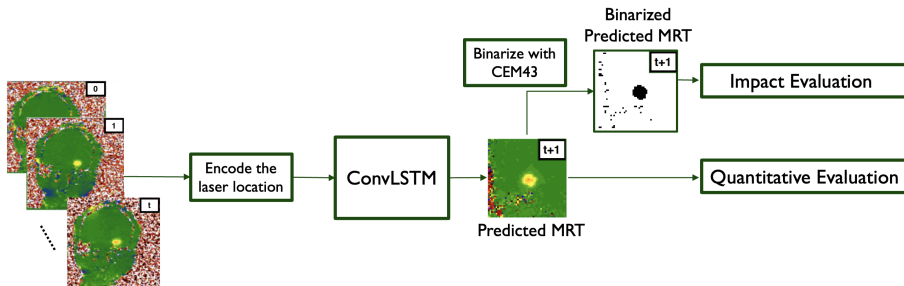 0
1
t
Encode the
laser location
ConvLSTM
t+1
Predicted MRT
Binarize with
CEM43
Binarized
Predicted MRT
t+1
Impact Evaluation
Quantitative Evaluation